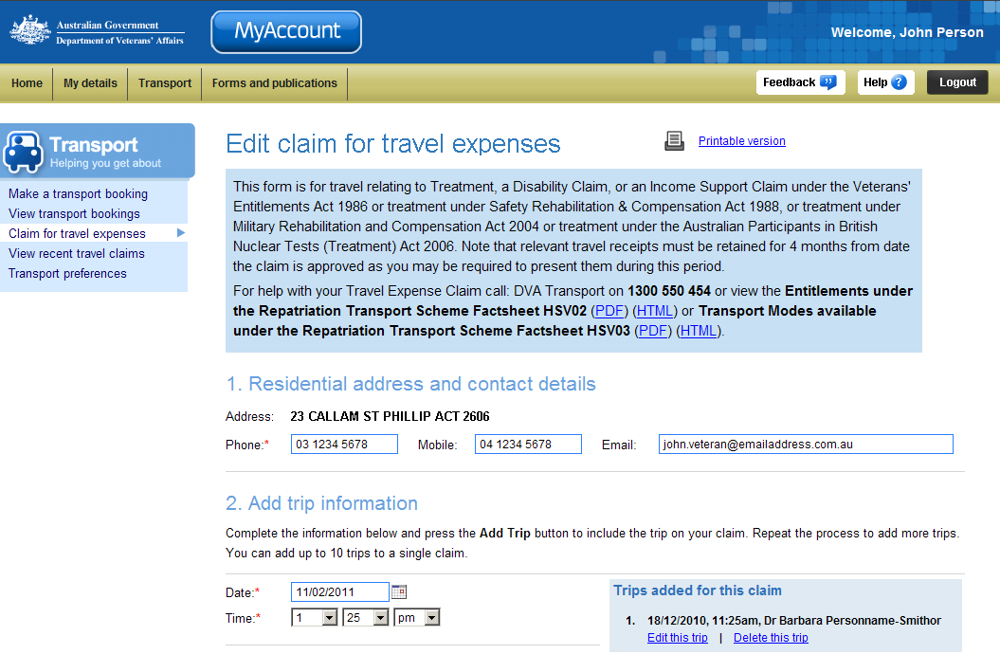 Australian Government
Department of Veterans' Affairs
MyAccount
Welcome, John Person
Home
My details
Transport
Forms and publications
Feedback
Help ?
Logout
Transport
Helping you get about
Make a transport booking
View transport bookings
Claim for travel expenses
View recent travel claims
Transport preferences
Edit claim for travel expenses
Printable version
This form is for travel relating to Treatment, a Disability Claim, or an Income Support Claim under the Veterans'
Entitlements Act 1986 or treatment under Safety Rehabilitation & Compensation Act 1988, or treatment under
Military Rehabilitation and Compensation Act 2004 or treatment under the Australian Participants in British
Nuclear Tests (Treatment) Act 2006. Note that relevant travel receipts must be retained for 4 months from date
the claim is approved as you may be required to present them during this period.
For help with your Travel Expense Claim call: DVA Transport on 1300 550 454 or view the Entitlements under
the Repatriation Transport Scheme Factsheet HSV02 (PDF) (HTML) or Transport Modes available
under the Repatriation Transport Scheme Factsheet HSV03 (PDF) (HTML).
1. Residential address and contact details
Address: 23 CALLAM ST PHILLIP ACT 2606
Phone:* 03 1234 5678 Mobile: 04 1234 5678 Email: john.veteran@emailaddress.com.au
2. Add trip information
Complete the information below and press the Add Trip button to include the trip on your claim. Repeat the process to add more trips.
You can add up to 10 trips to a single claim.
Date:* 11/02/2011
Time:* 1 25 pm
Trips added for this claim
1. 18/12/2010, 11:25am, Dr Barbara Personname-Smithor
Edit this trip | Delete this trip